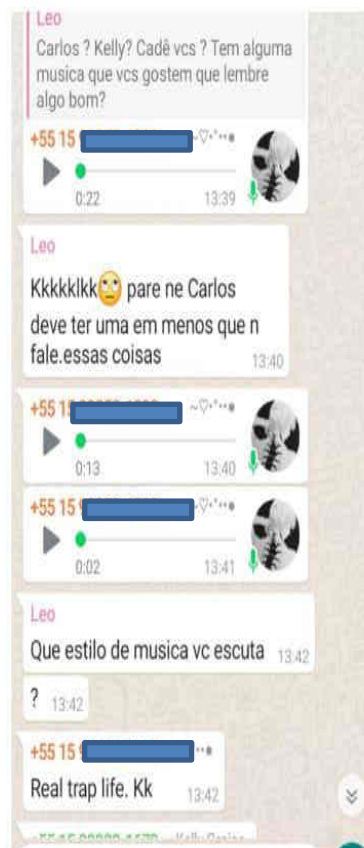 Leo
Carlos ? Kelly? Cadê vcs ? Tem alguma
musica que vcs gostem que lembre
algo bom?
+55 15 9
~♡•°••●
0:22 13:39
Leo
Kkkkklkk🙄 pare ne Carlos
deve ter uma em menos que n
fale.essas coisas 13:40
+55 15
~♡•°••●
0:13 13:40
+55 15 9
♡•°••●
0:02 13:41
Leo
Que estilo de musica vc escuta 13:42
? 13:42
+55 15 9
••●
Real trap life. Kk 13:42